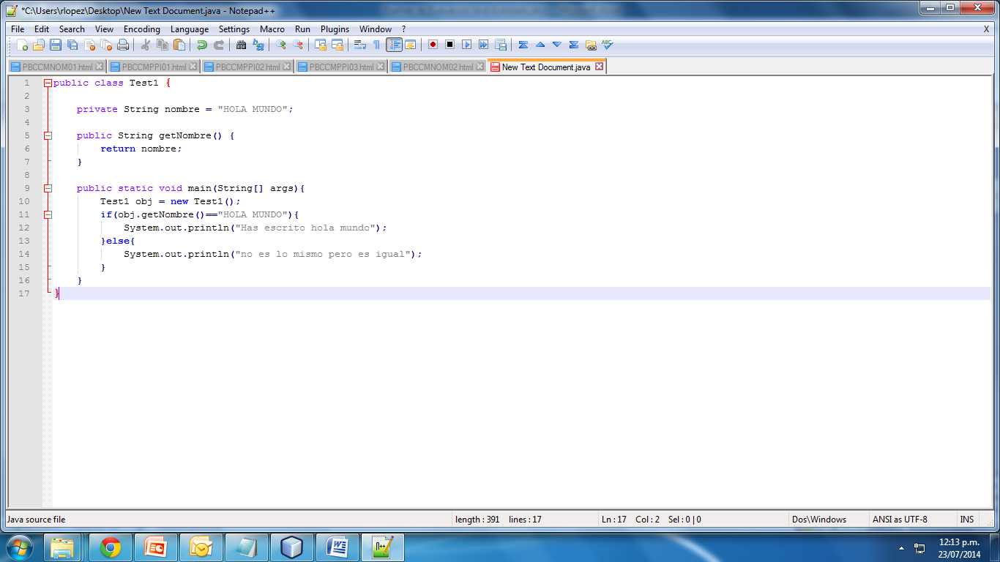 *C:\Users\rlopez\Desktop\New Text Document.java - Notepad++
File Edit Search View Encoding Language Settings Macro Run Plugins Window ? X
PBCCMNOM01.html PBCCMPPI01.html PBCCMPPI02.html PBCCMPPI03.html PBCCMNOM02.html New Text Document.java
1 public class Test1 {
2
3 private String nombre = "HOLA MUNDO";
4
5 public String getNombre() {
6 return nombre;
7 }
8
9 public static void main(String[] args){
10 Test1 obj = new Test1();
11 if(obj.getNombre()=="HOLA MUNDO"){
12 System.out.println("Has escrito hola mundo");
13 }else{
14 System.out.println("no es lo mismo pero es igual");
15 }
16 }
17 }
Java source file length : 391 lines : 17 Ln : 17 Col : 2 Sel : 0 | 0 Dos\Windows ANSI as UTF-8 INS
12:13 p.m.
23/07/2014